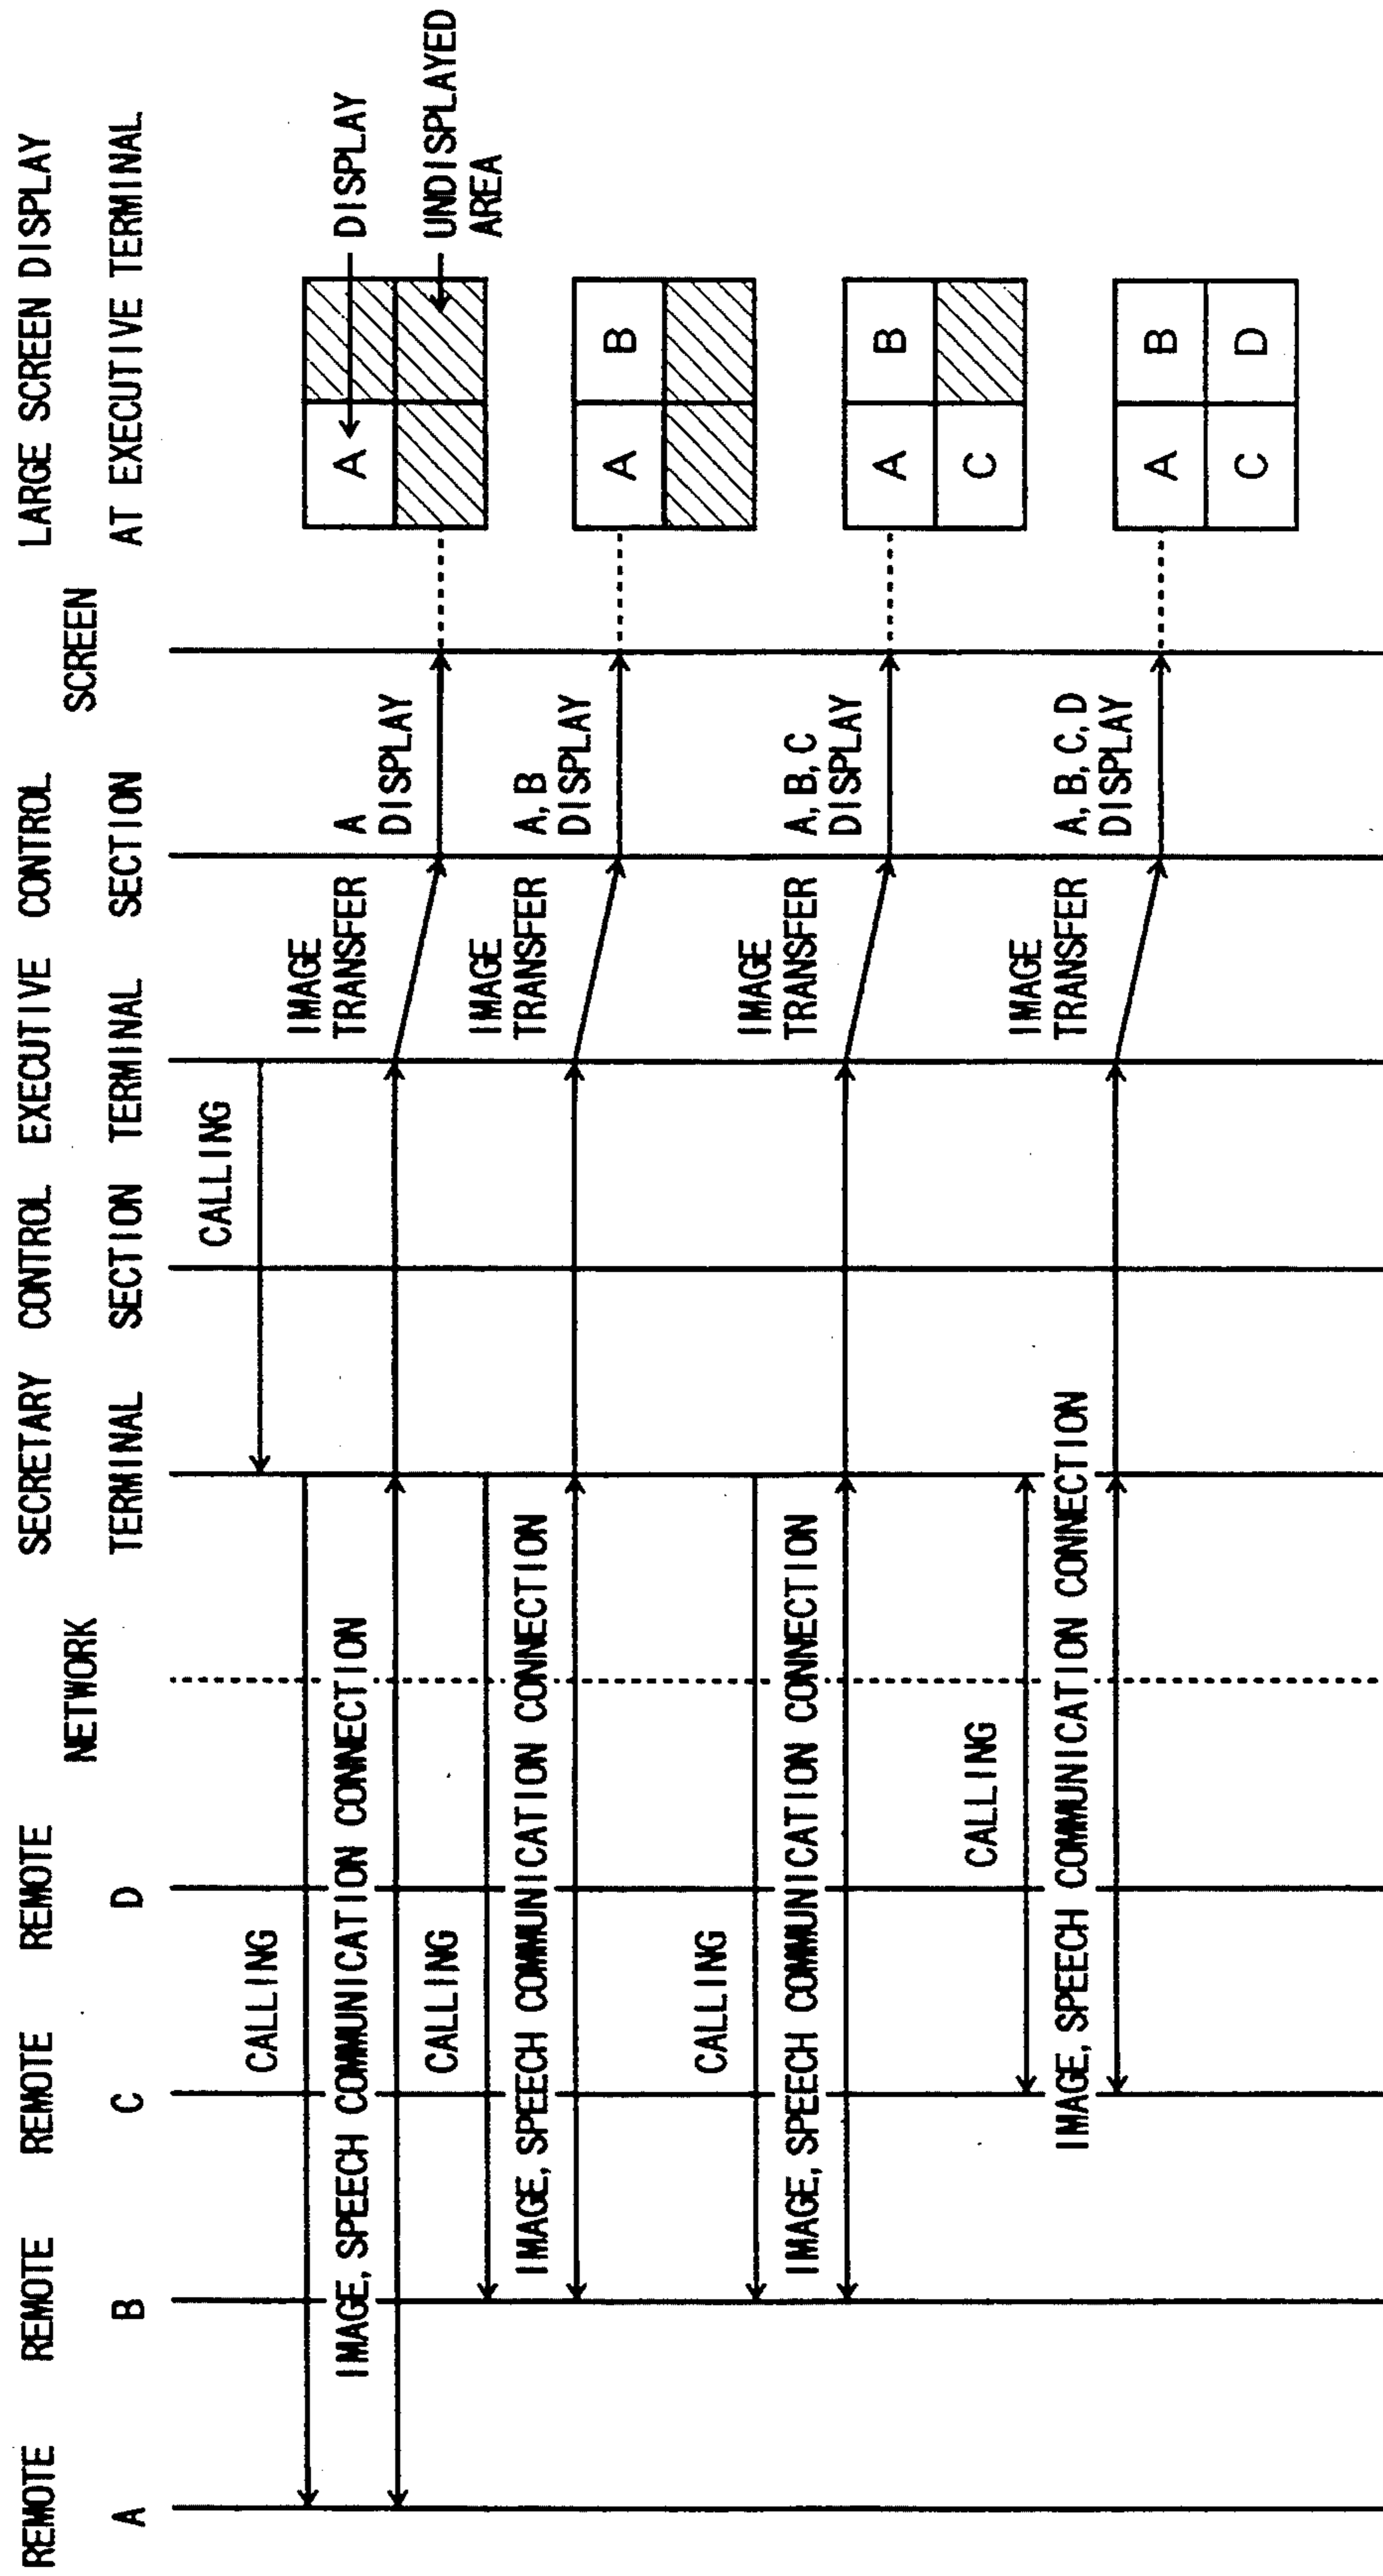 REMOTE
A
REMOTE
B
REMOTE
C
REMOTE
D
NETWORK
SECRETARY
TERMINAL
CONTROL
SECTION
EXECUTIVE
TERMINAL
CONTROL
SECTION
SCREEN
LARGE SCREEN DISPLAY
AT EXECUTIVE TERMINAL
CALLING
CALLING
IMAGE, SPEECH COMMUNICATION CONNECTION
IMAGE
TRANSFER
A
DISPLAY
A
DISPLAY
UNDISPLAYED
AREA
CALLING
IMAGE, SPEECH COMMUNICATION CONNECTION
IMAGE
TRANSFER
A, B
DISPLAY
A
B
CALLING
IMAGE, SPEECH COMMUNICATION CONNECTION
IMAGE
TRANSFER
A, B, C
DISPLAY
A
B
C
CALLING
IMAGE, SPEECH COMMUNICATION CONNECTION
IMAGE
TRANSFER
A, B, C, D
DISPLAY
A
B
C
D